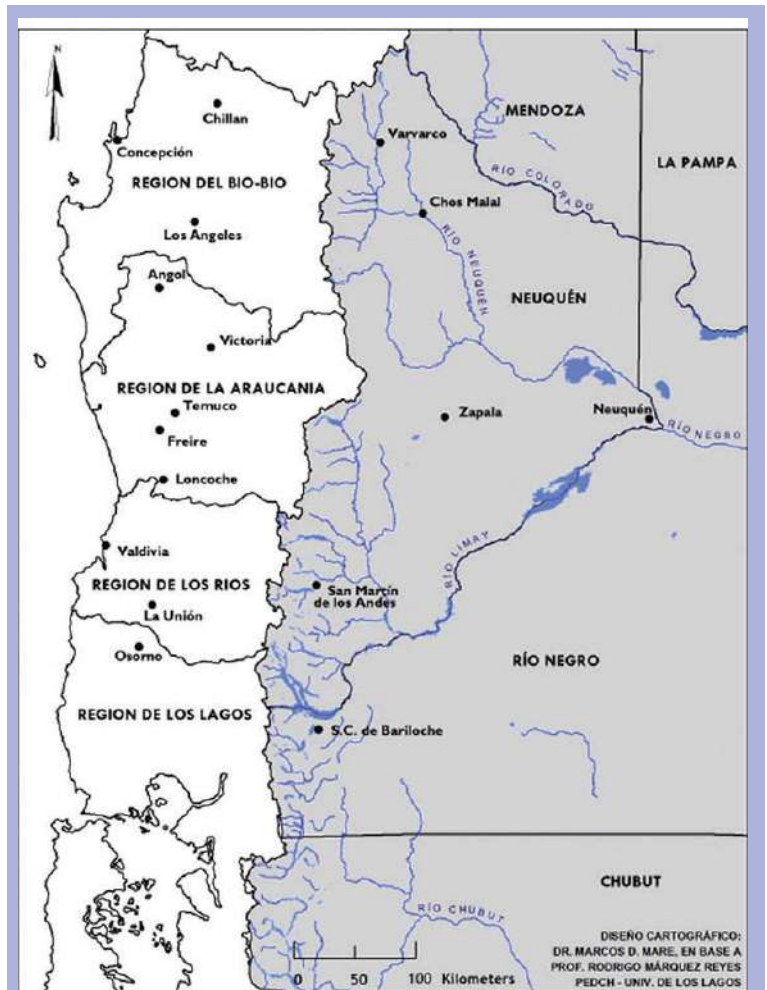 N
Chillan
Concepción
REGION DEL BIO-BIO
Los Angeles
Angol
Victoria
REGION DE LA ARAUCANIA
Temuco
Freire
Loncoche
Valdivia
REGION DE LOS RIOS
La Unión
Osorno
REGION DE LOS LAGOS
MENDOZA
Varvarco
LA PAMPA
RÍO COLORADO
Chos Malal
RÍO NEUQUÉN
NEUQUÉN
Zapala
Neuquén
RÍO NEGRO
RÍO LIMAY
San Martín
de los Andes
RÍO NEGRO
S.C. de Bariloche
CHUBUT
RÍO CHUBUT
0 50 100 Kilometers
DISEÑO CARTOGRÁFICO:
DR. MARCOS D. MARE, EN BASE A
PROF. RODRIGO MÁRQUEZ REYES
PEDCH - UNIV. DE LOS LAGOS